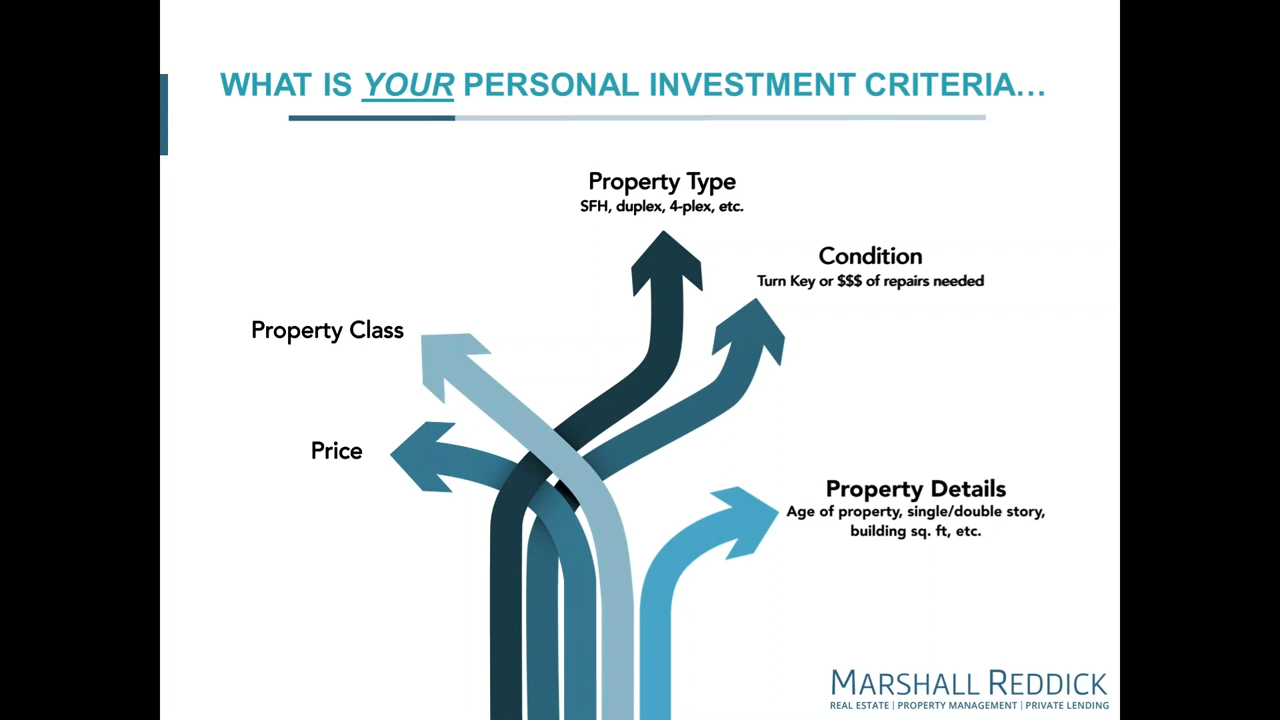 WHAT IS YOUR PERSONAL INVESTMENT CRITERIA…
Property Type
SFH, duplex, 4-plex, etc.
Condition
Turn Key or $$$ of repairs needed
Property Class
Price
Property Details
Age of property, single/double story,
building sq. ft, etc.
MARSHALL REDDICK
REAL ESTATE | PROPERTY MANAGEMENT | PRIVATE LENDING